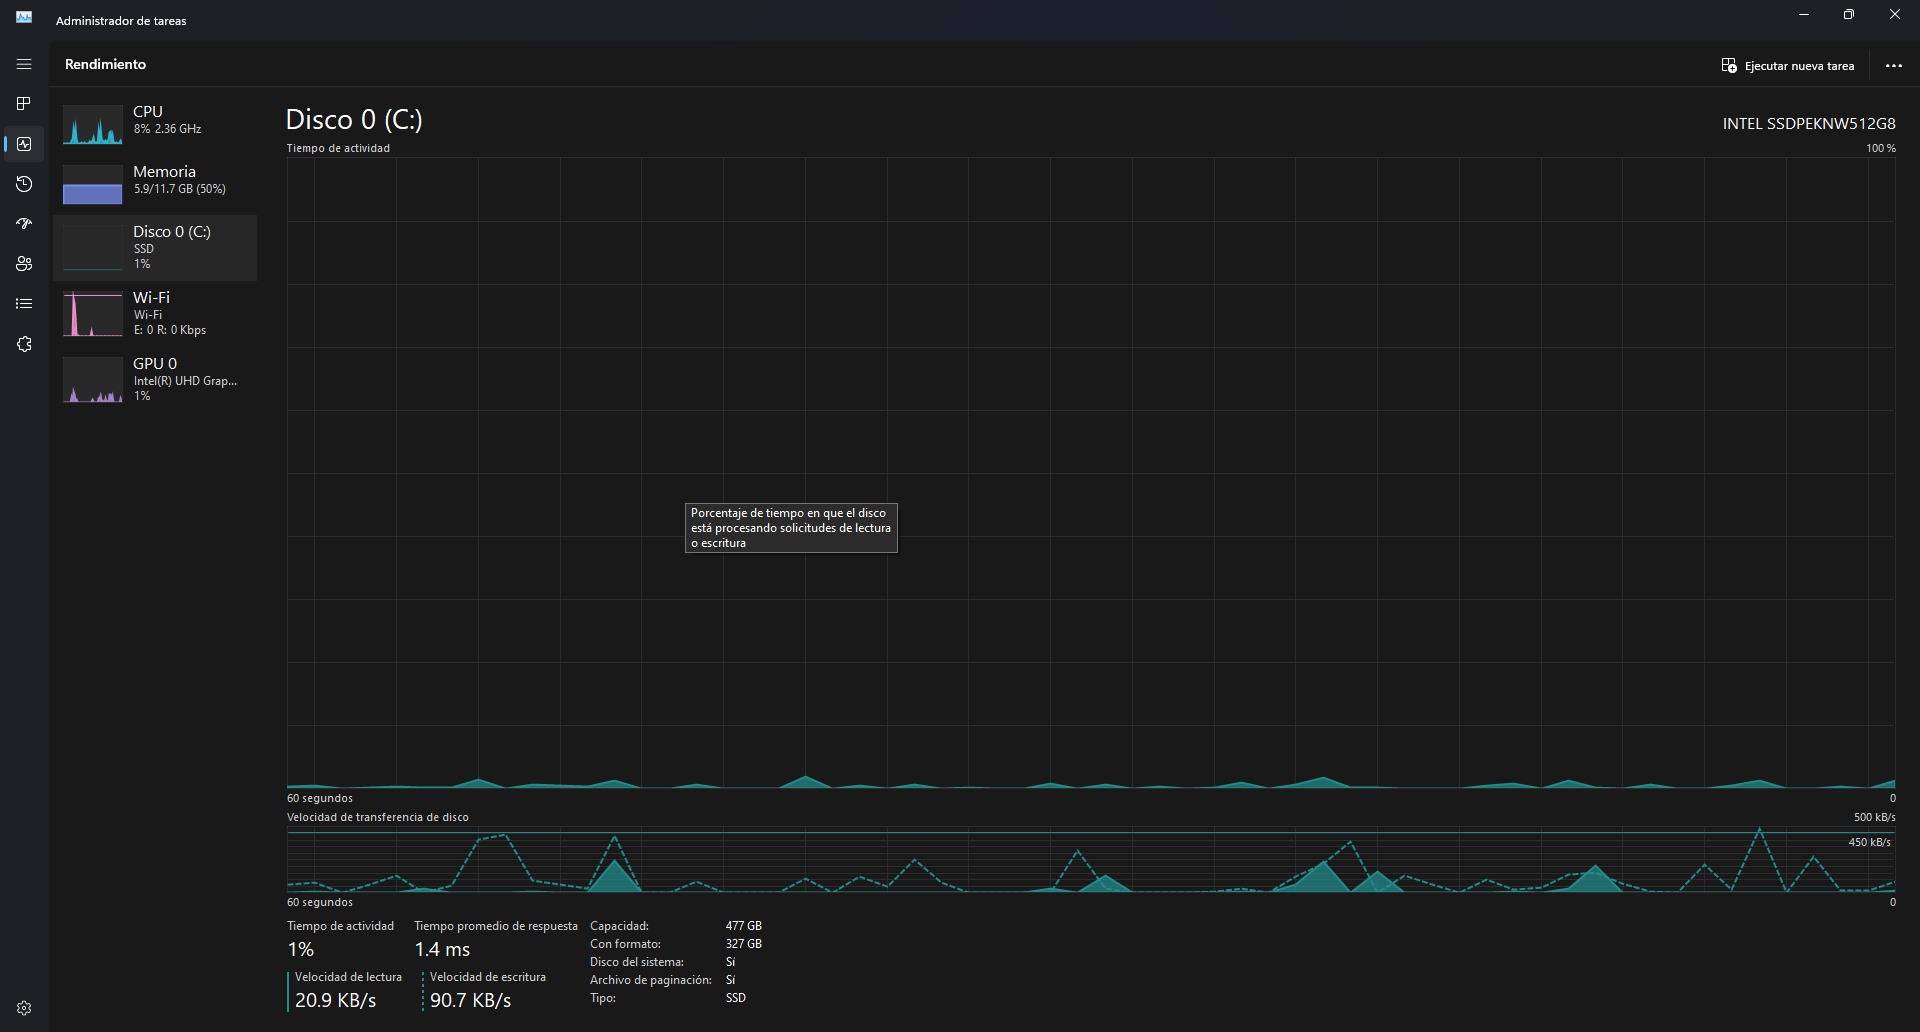 Administrador de tareas
Rendimiento
Ejecutar nueva tarea
CPU
8% 2.36 GHz
Memoria
5.9/11.7 GB (50%)
Disco 0 (C:)
SSD
1%
Wi-Fi
Wi-Fi
E: 0 R: 0 Kbps
GPU 0
Intel(R) UHD Grap...
1%
Disco 0 (C:)
INTEL SSDPEKNW512G8
Tiempo de actividad
100 %
Porcentaje de tiempo en que el disco
está procesando solicitudes de lectura
o escritura
60 segundos
0
Velocidad de transferencia de disco
500 kB/s
450 kB/s
60 segundos
0
Tiempo de actividad
1%
Tiempo promedio de respuesta
1.4 ms
Velocidad de lectura
20.9 KB/s
Velocidad de escritura
90.7 KB/s
Capacidad: 477 GB
Con formato: 327 GB
Disco del sistema: Sí
Archivo de paginación: Sí
Tipo: SSD